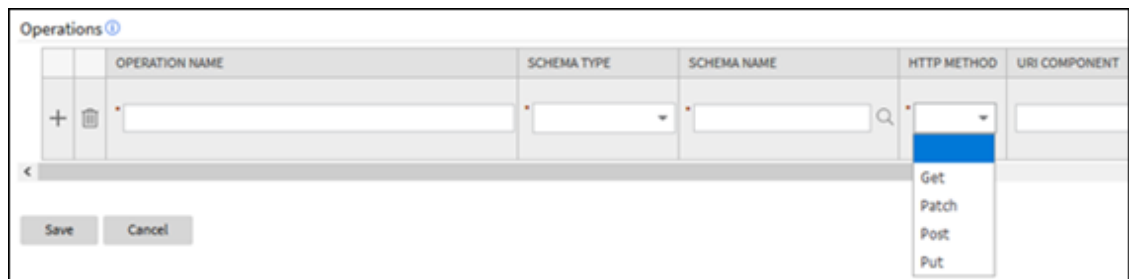 Operations
OPERATION NAME SCHEMA TYPE SCHEMA NAME HTTP METHOD URI COMPONENT
* * * *
Get
Patch
Save Cancel Post
Put